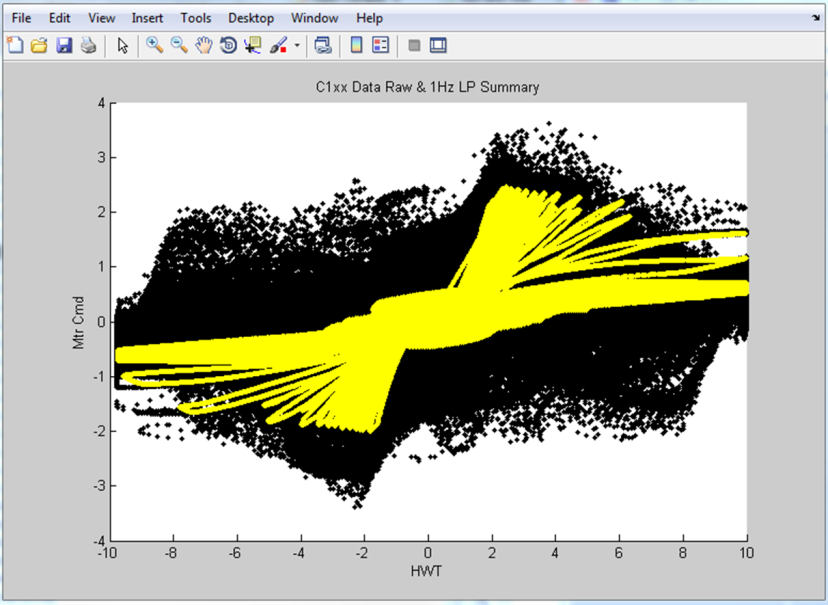 File Edit View Insert Tools Desktop Window Help
C1xx Data Raw & 1Hz LP Summary
4
3
2
1
0
-1
-2
-3
-4
Mtr Cmd
-10 -8 -6 -4 -2 0 2 4 6 8 10
HWT